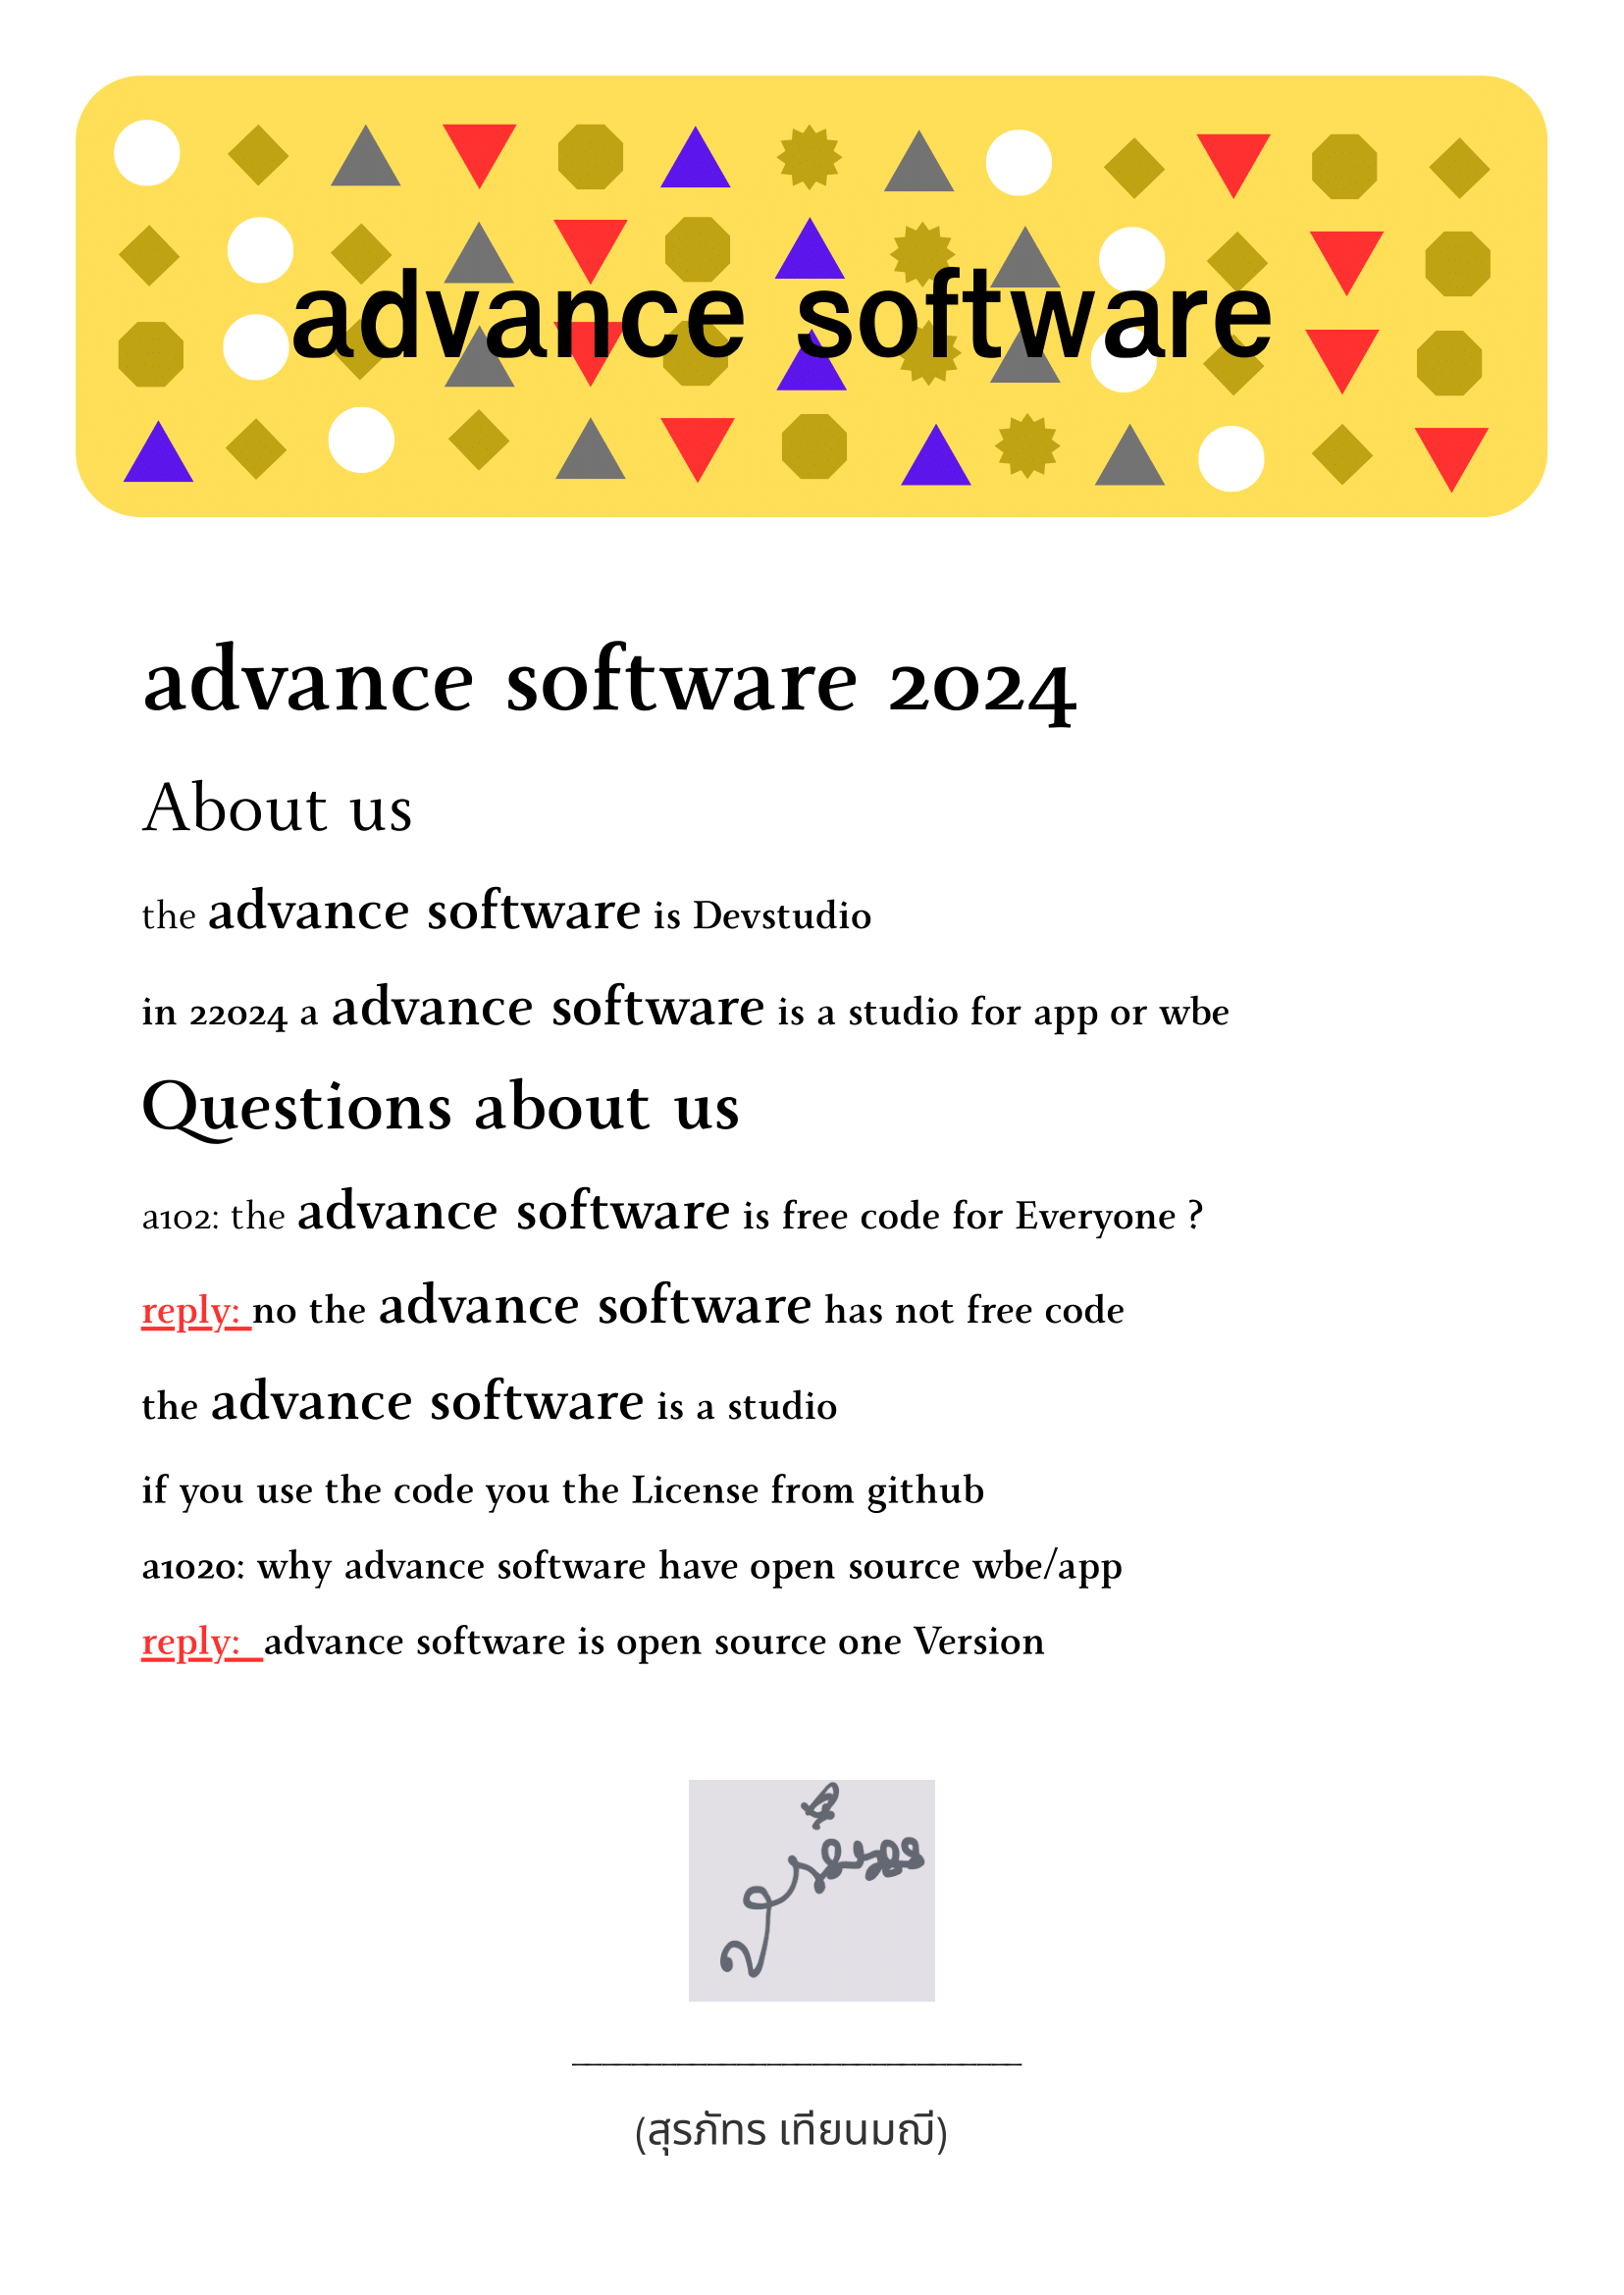 advance software
advance software 2024
About us
the advance software is Devstudio
in 22024 a advance software is a studio for app or wbe
Questions about us
a102: the advance software is free code for Everyone ?
reply: no the advance software has not free code
the advance software is a studio
if you use the code you the License from github
a1020: why advance software have open source wbe/app
reply: advance software is open source one Version
(สุรภัทร เทียนมณี)